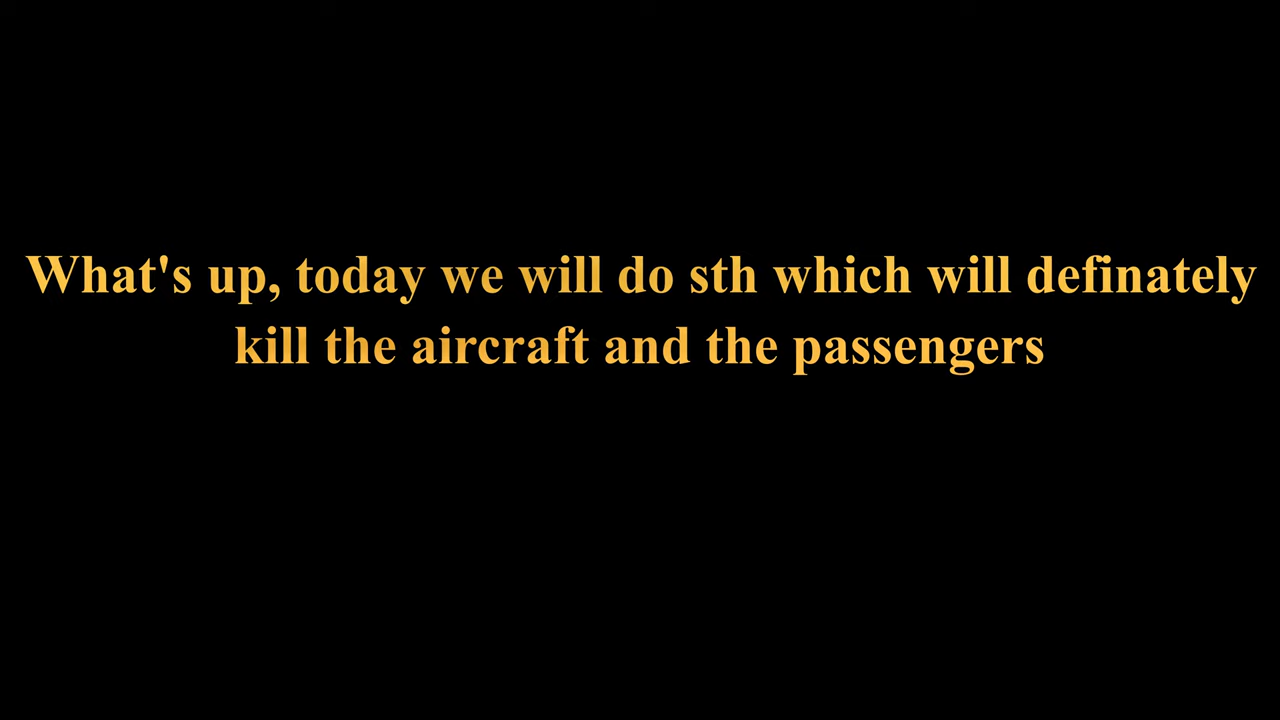 What's up, today we will do sth which will definately
kill the aircraft and the passengers